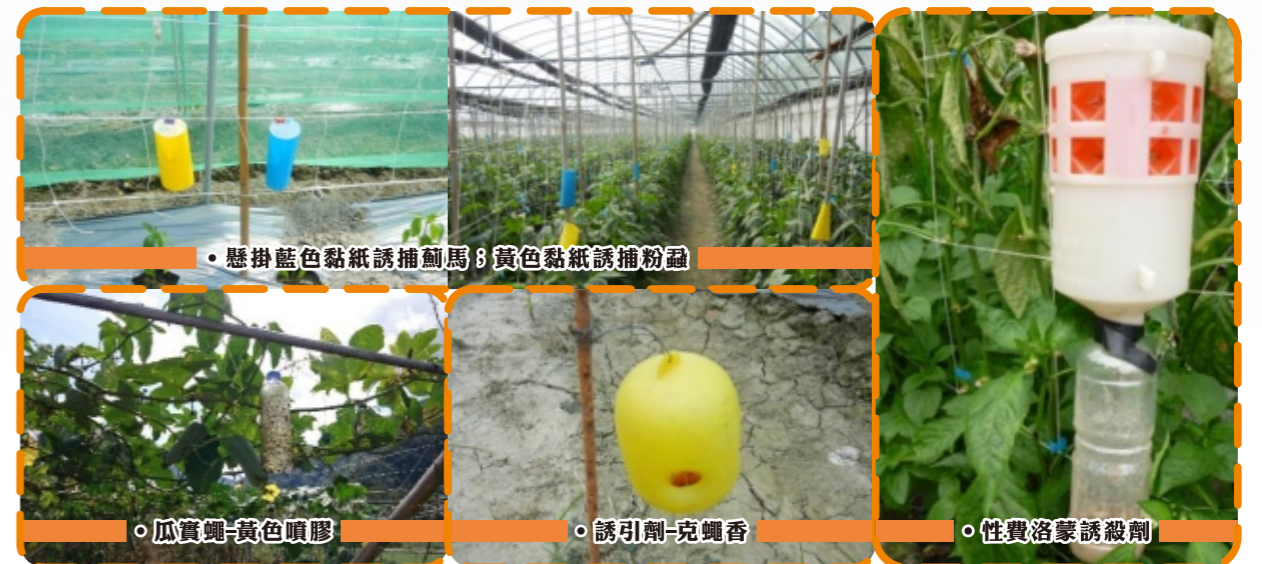 • 懸掛藍色黏紙誘捕薊馬；黃色黏紙誘捕粉蝨
• 瓜實蠅-黃色噴膠
• 誘引劑-克蠅香
• 性費洛蒙誘殺劑